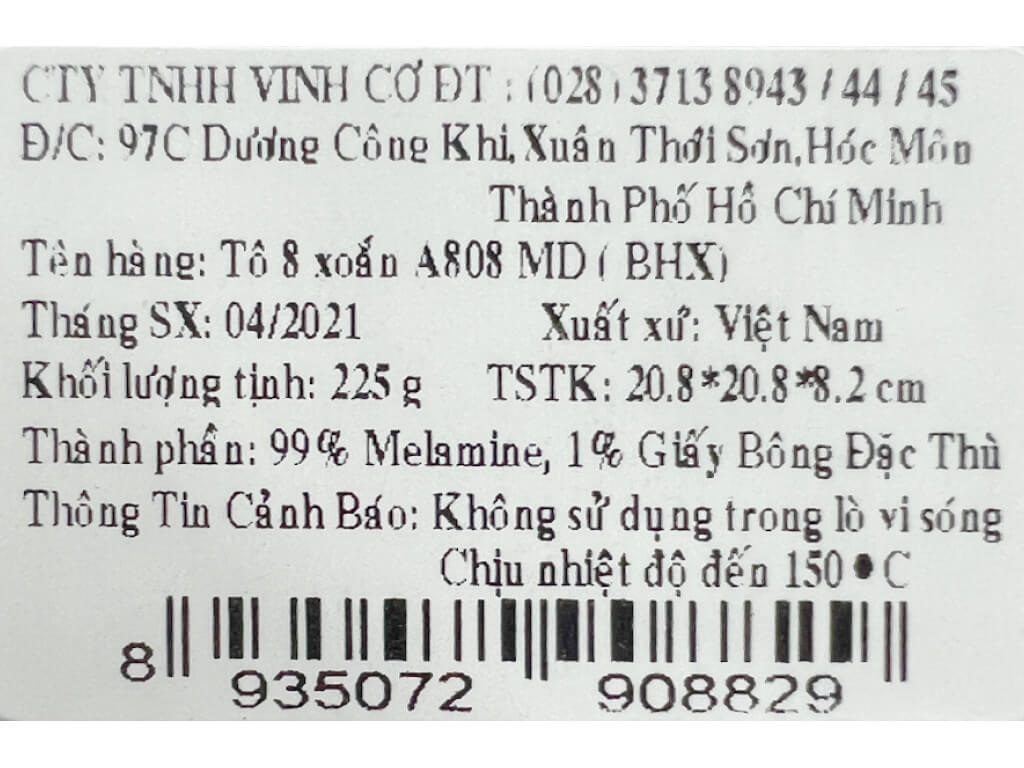 CTY TNHH VINH CƠ ĐT : (028) 3713 8943 / 44 / 45
Đ/C: 97C Dương Công Khi, Xuân Thới Sơn, Hóc Môn
Thành Phố Hồ Chí Minh
Tên hàng: Tô 8 xoắn A808 MD ( BHX)
Tháng SX: 04/2021 Xuất xứ: Việt Nam
Khối lượng tịnh: 225 g TSTK: 20.8*20.8*8.2 cm
Thành phần: 99% Melamine, 1% Giấy Bông Đặc Thù
Thông Tin Cảnh Báo: Không sử dụng trong lò vi sóng
Chịu nhiệt độ đến 150 • C
8 935072 908829